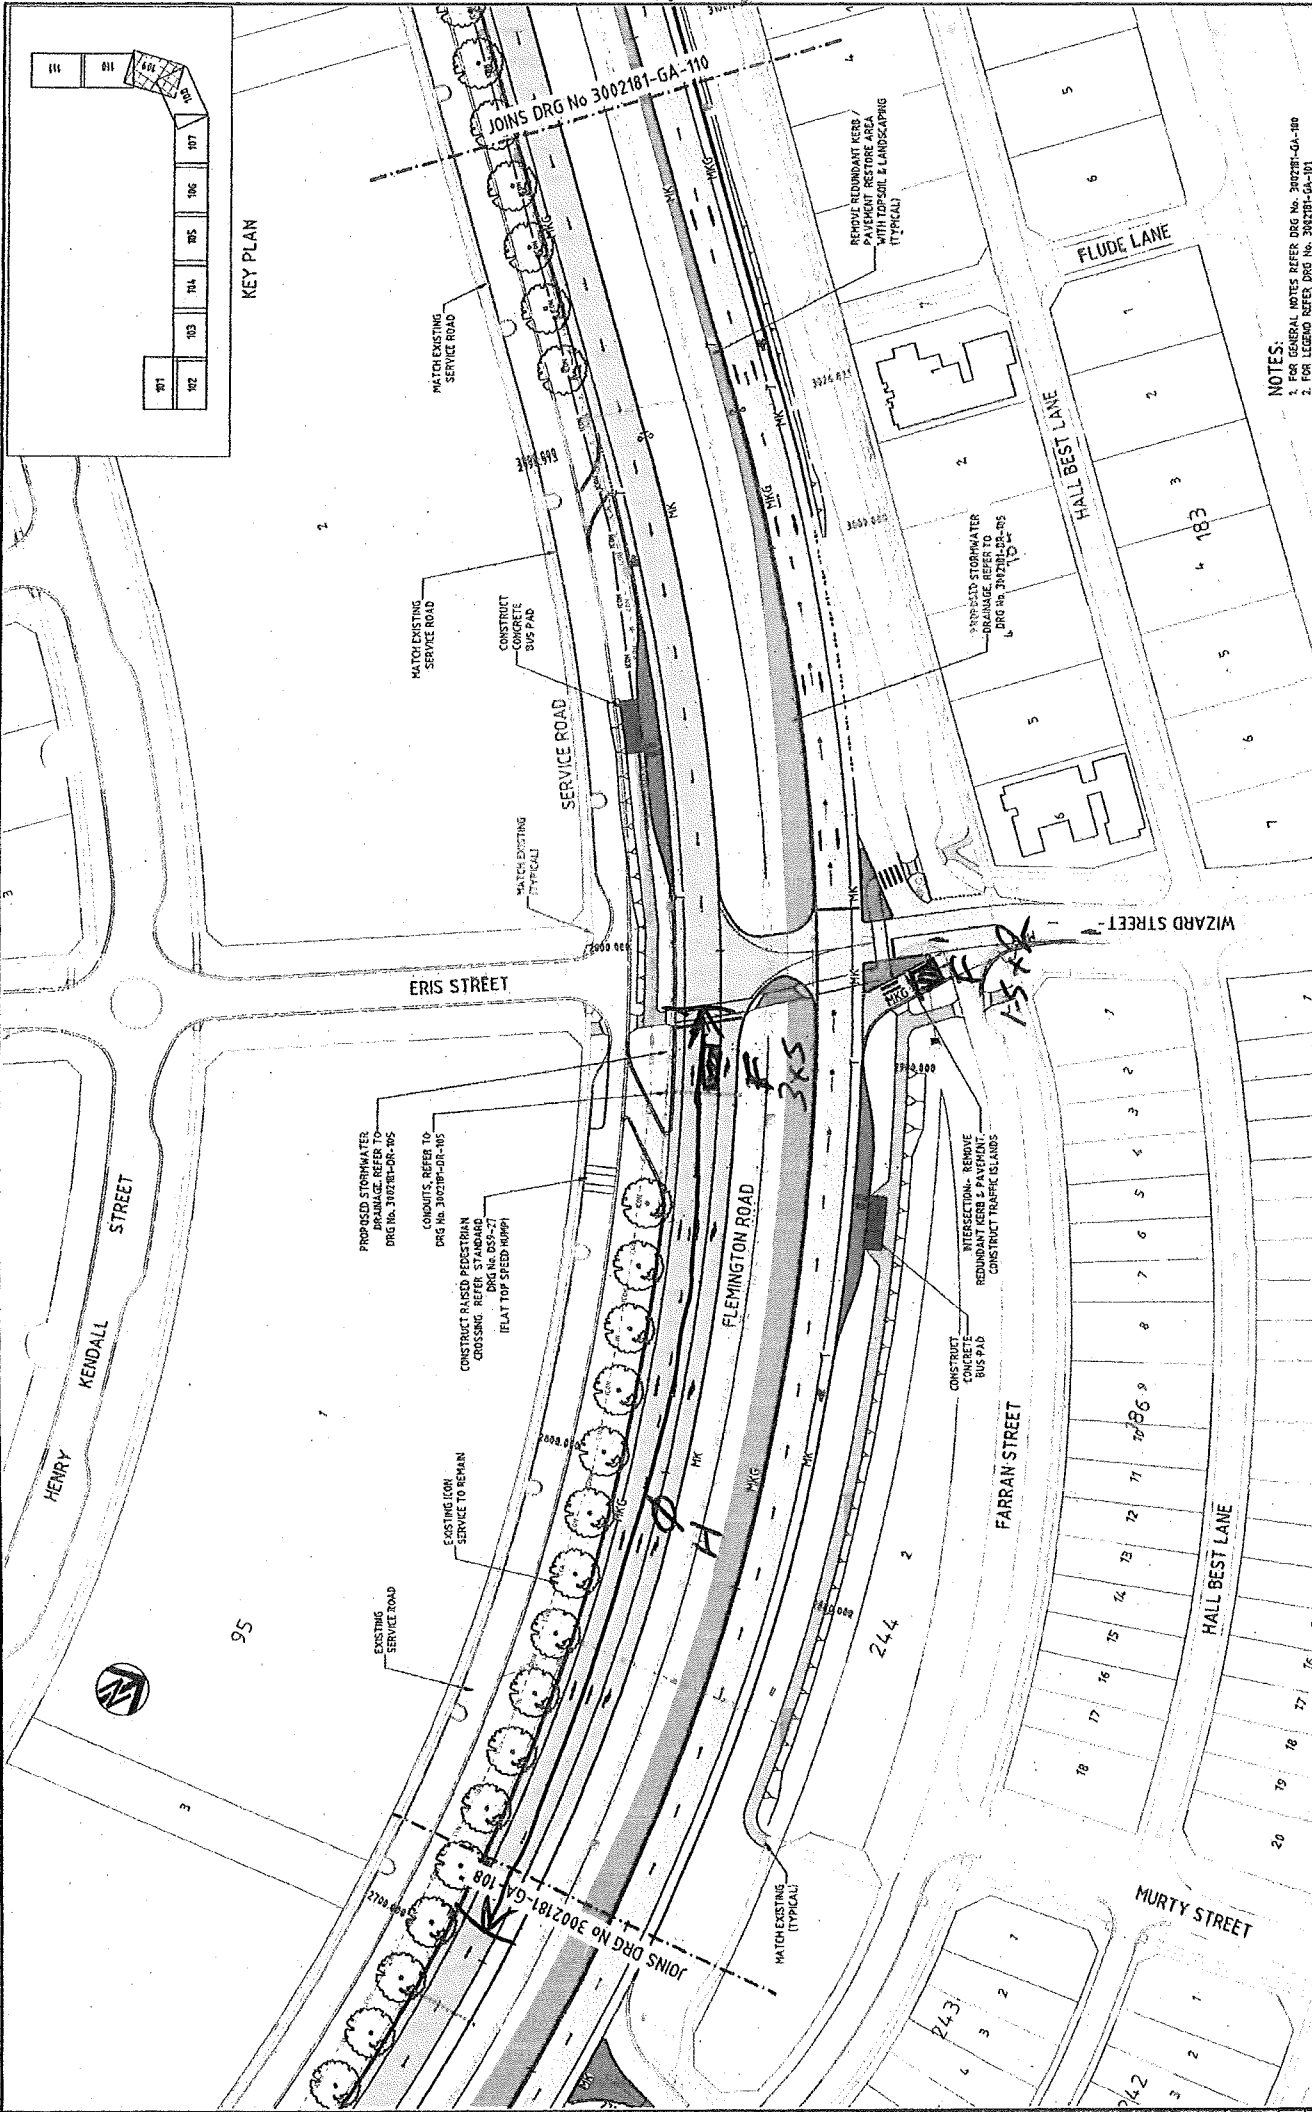 101
102
103
104
105
106
107
108
109
110
111
KEY PLAN
JOINS DRG No 3002181-GA-110
MATCH EXISTING
SERVICE ROAD
MATCH EXISTING
SERVICE ROAD
CONSTRUCT
CONCRETE
BUS PAD
SERVICE ROAD
MATCH EXISTING
(TYPICAL)
ERIS STREET
PROPOSED STORMWATER
DRAINAGE, REFER TO
DRG No. 3002181-DR-105
CONDUITS, REFER TO
DRG No. 3002181-DR-105
CONSTRUCT RAISED PEDESTRIAN
CROSSING. REFER STANDARD
DRG No. DS9-27
(FLAT TOP SPEED HUMP)
HENRY
KENDALL
STREET
EXISTING ICON
SERVICE TO REMAIN
EXISTING
SERVICE ROAD
95
REMOVE REDUNDANT KERB
PAVEMENT RESTORE AREA
WITH TOPSOIL & LANDSCAPING
(TYPICAL)
FLUDE LANE
HALL BEST LANE
183
PROPOSED STORMWATER
DRAINAGE, REFER TO
DRG No. 3002181-DR-105
WIZARD STREET
F
1.5 x 2
F
3x5
FLEMINGTON ROAD
H
MK
MKG
INTERSECTION:- REMOVE
REDUNDANT KERB & PAVEMENT.
CONSTRUCT TRAFFIC ISLANDS
CONSTRUCT
CONCRETE
BUS PAD
FARRAN STREET
186
HALL BEST LANE
244
JOINS DRG No 3002181-GA-108
MATCH EXISTING
(TYPICAL)
MURTY STREET
243
242
NOTES:
2. FOR LEGEND REFER DRG No. 3002181-GA-101
FOR GENERAL NOTES REFER DRG No. 3002181-GA-100